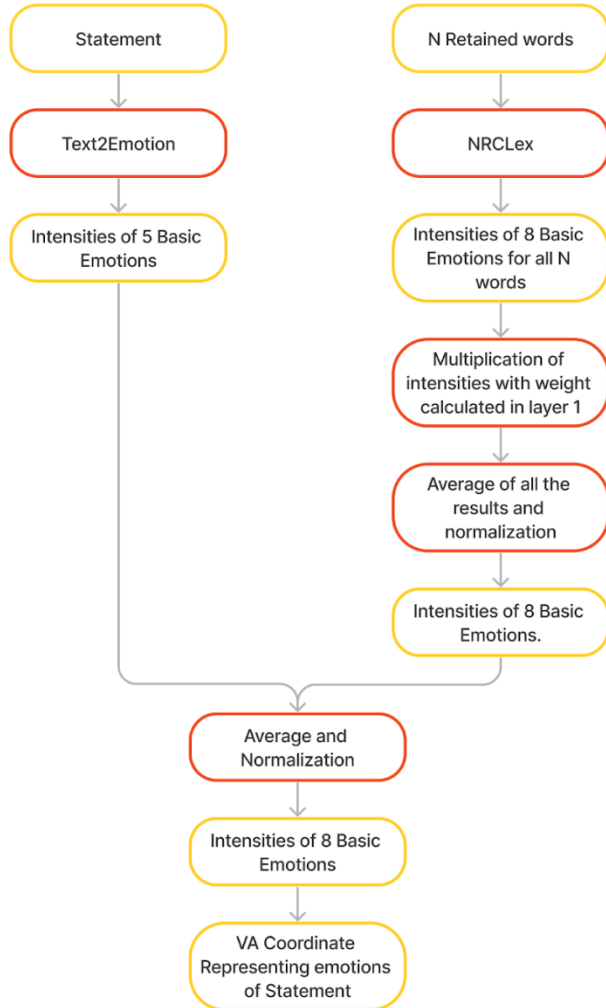 Statement
N Retained words
Text2Emotion
NRCLex
Intensities of 5 Basic
Emotions
Intensities of 8 Basic
Emotions for all N
words
Multiplication of
intensities with weight
calculated in layer 1
Average of all the
results and
normalization
Intensities of 8 Basic
Emotions.
Average and
Normalization
Intensities of 8 Basic
Emotions
VA Coordinate
Representing emotions
of Statement